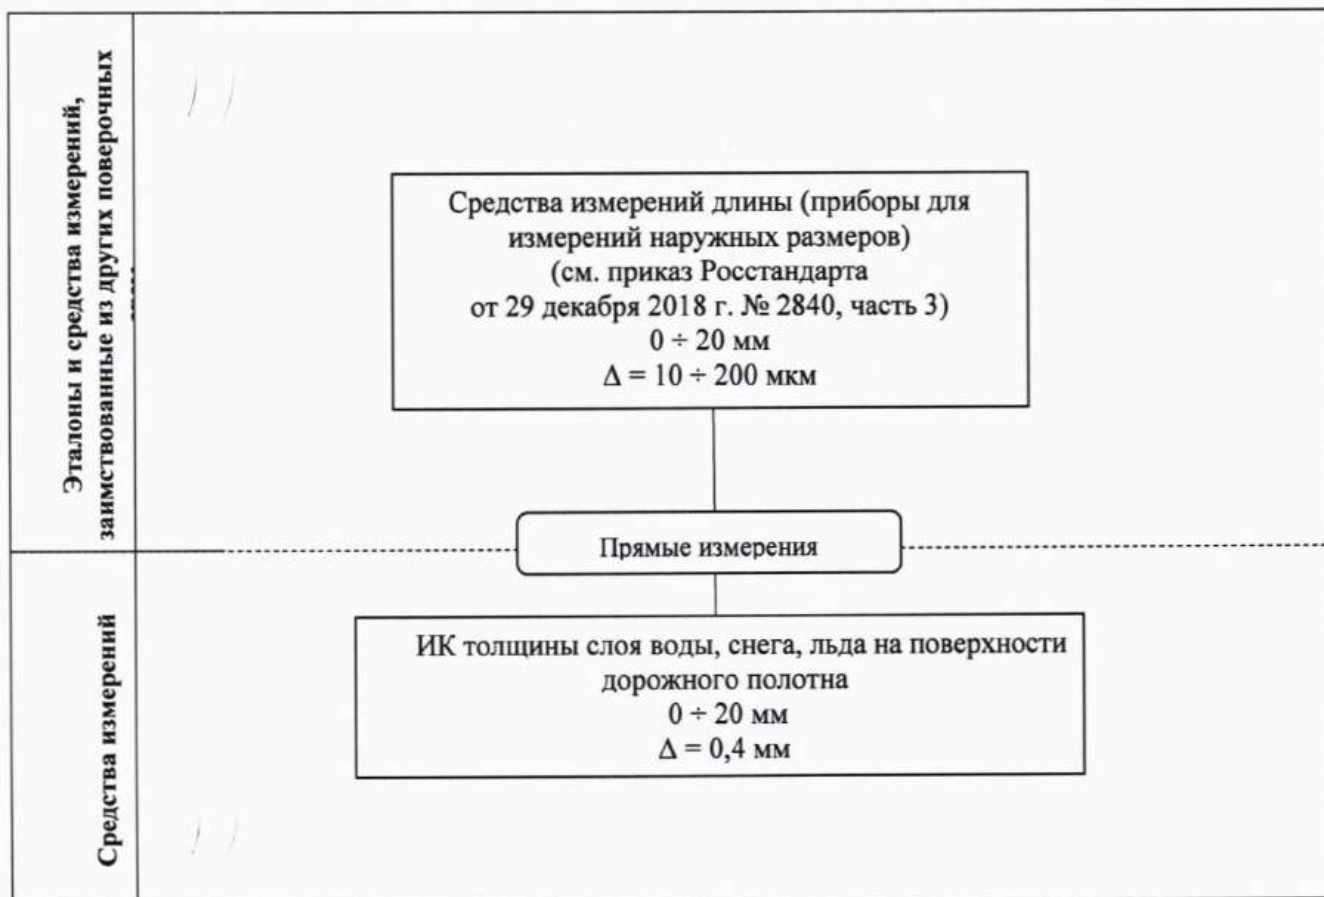 Эталоны и средства измерений,
заимствованные из других поверочных
Средства измерений длины (приборы для
измерений наружных размеров)
(см. приказ Росстандарта
от 29 декабря 2018 г. № 2840, часть 3)
0 ÷ 20 мм
Δ = 10 ÷ 200 мкм
Прямые измерения
Средства измерений
ИК толщины слоя воды, снега, льда на поверхности
дорожного полотна
0 ÷ 20 мм
Δ = 0,4 мм